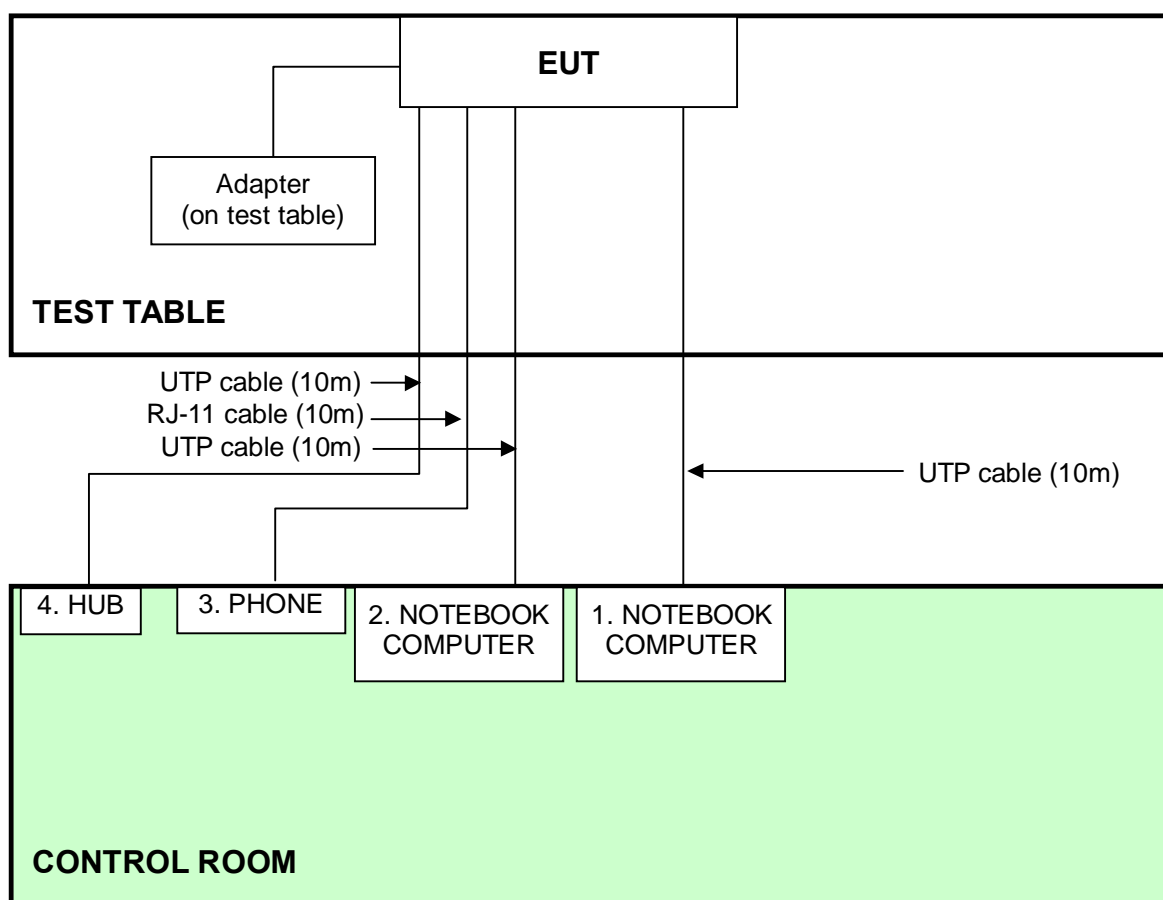 EUT
Adapter
(on test table)
TEST TABLE
UTP cable (10m)
RJ-11 cable (10m)
UTP cable (10m)
UTP cable (10m)
4. HUB
3. PHONE
2. NOTEBOOK
COMPUTER
1. NOTEBOOK
COMPUTER
CONTROL ROOM